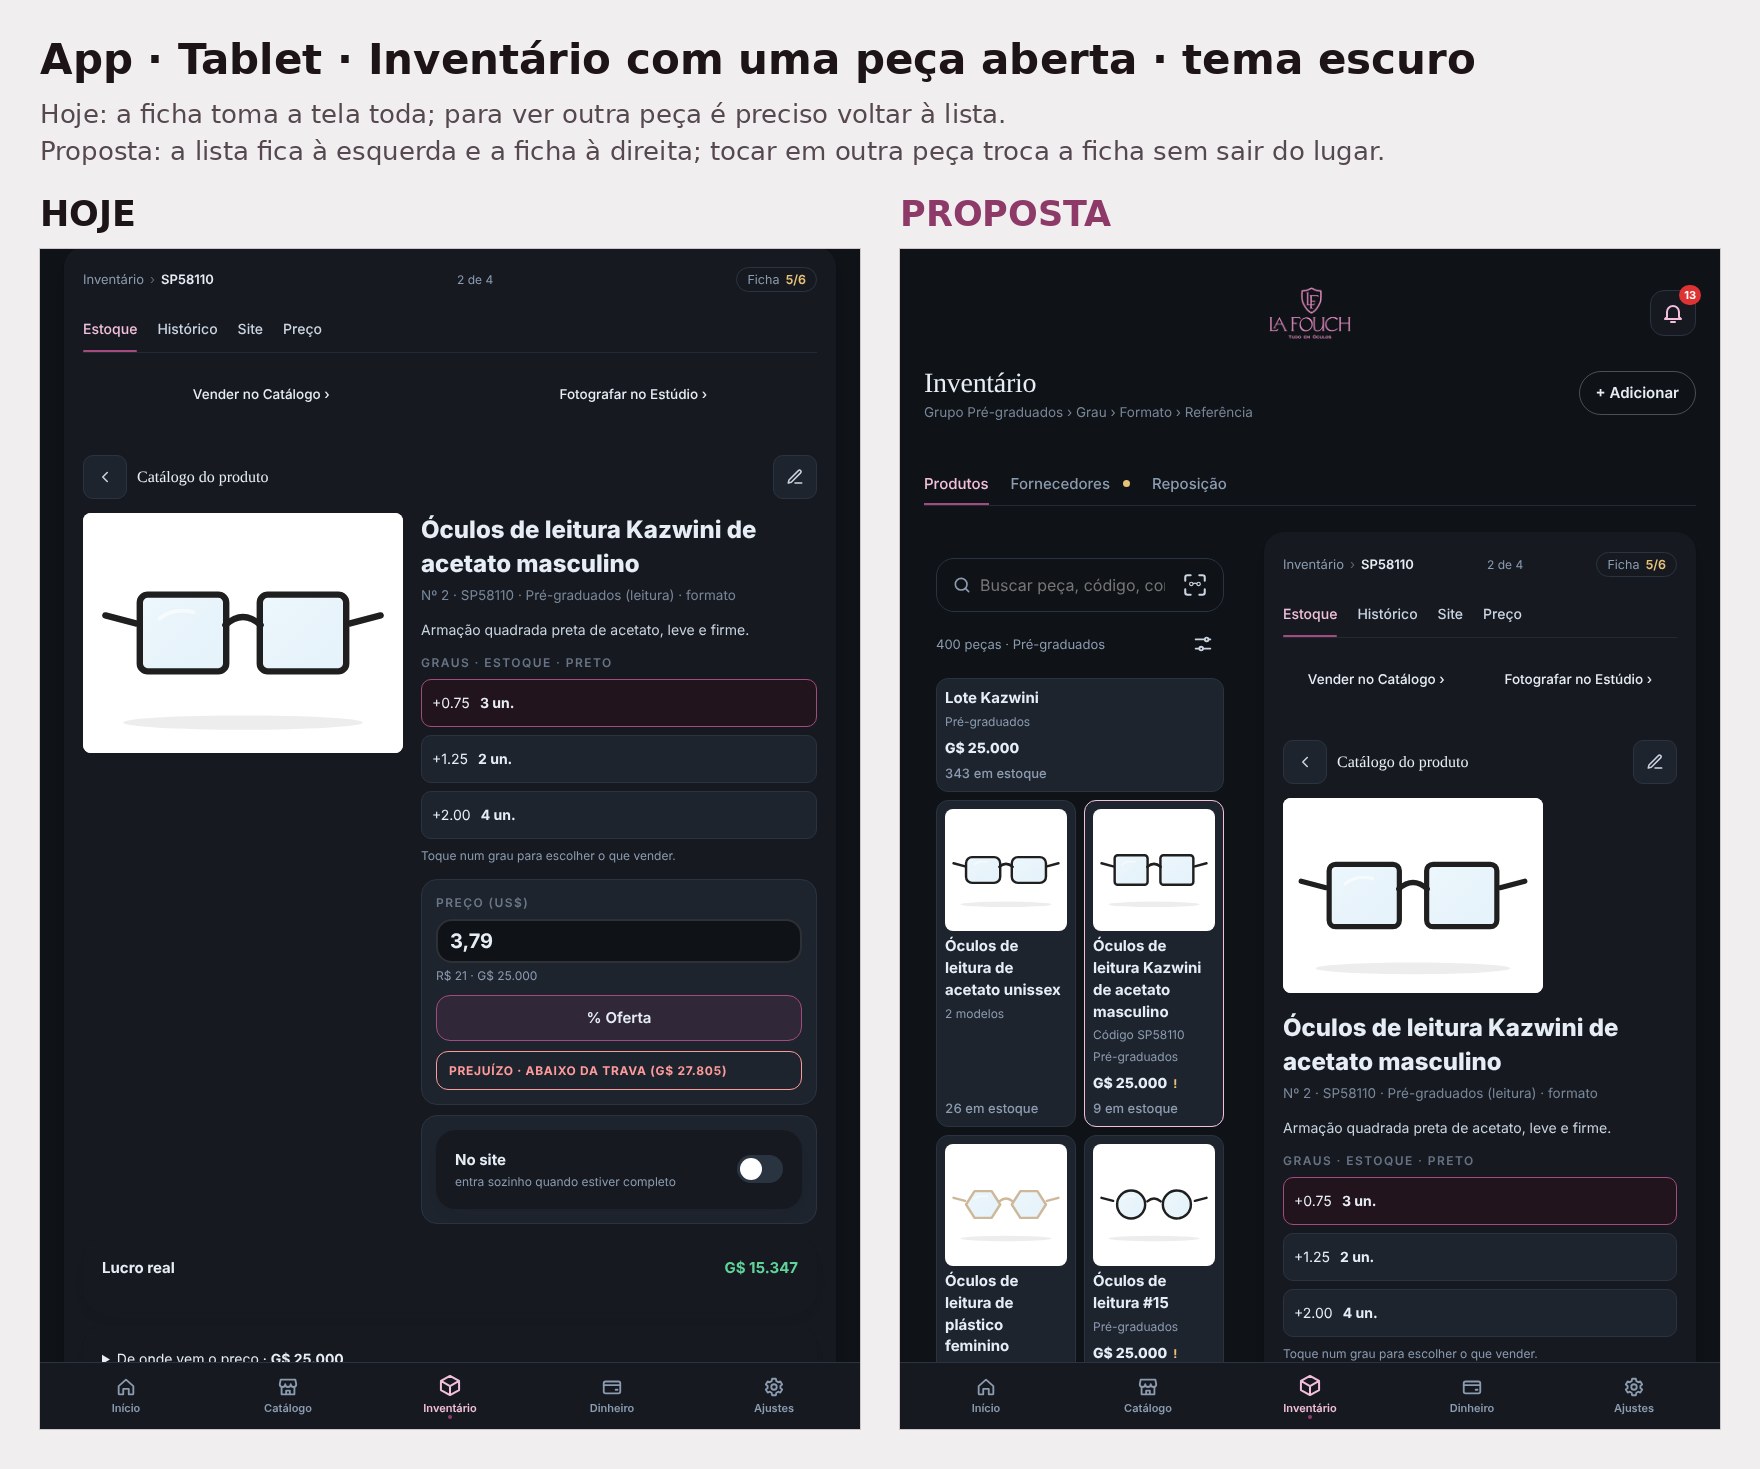 App · Tablet · Inventário com uma peça aberta · tema escuro
Hoje: a ficha toma a tela toda; para ver outra peça é preciso voltar à lista.
Proposta: a lista fica à esquerda e a ficha à direita; tocar em outra peça troca a ficha sem sair do lugar.
HOJE
Inventário › SP58110
2 de 4
Ficha 5/6
Estoque Histórico Site Preço
Vender no Catálogo ›
Fotografar no Estúdio ›
Catálogo do produto
Óculos de leitura Kazwini de
acetato masculino
Nº 2 · SP58110 · Pré-graduados (leitura) · formato
Armação quadrada preta de acetato, leve e firme.
GRAUS · ESTOQUE · PRETO
+0.75 3 un.
+1.25 2 un.
+2.00 4 un.
Toque num grau para escolher o que vender.
PREÇO (US$)
3,79
R$ 21 · G$ 25.000
% Oferta
PREJUÍZO · ABAIXO DA TRAVA (G$ 27.805)
No site
entra sozinho quando estiver completo
Lucro real
G$ 15.347
▶ De onde vem o preço · G$ 25.000
Início
Catálogo
Inventário
Dinheiro
Ajustes
PROPOSTA
LF
LA FOUCH
TUDO EM ÓCULOS
13
Inventário
Grupo Pré-graduados › Grau › Formato › Referência
+ Adicionar
Produtos Fornecedores Reposição
Buscar peça, código, co
400 peças · Pré-graduados
Lote Kazwini
Pré-graduados
G$ 25.000
343 em estoque
Óculos de
leitura de
acetato unissex
2 modelos
26 em estoque
Óculos de
leitura Kazwini
de acetato
masculino
Código SP58110
Pré-graduados
G$ 25.000 !
9 em estoque
Óculos de
leitura de
plástico
feminino
Óculos de
leitura #15
Pré-graduados
G$ 25.000 !
Inventário › SP58110
2 de 4
Ficha 5/6
Estoque Histórico Site Preço
Vender no Catálogo ›
Fotografar no Estúdio ›
Catálogo do produto
Óculos de leitura Kazwini de
acetato masculino
Nº 2 · SP58110 · Pré-graduados (leitura) · formato
Armação quadrada preta de acetato, leve e firme.
GRAUS · ESTOQUE · PRETO
+0.75 3 un.
+1.25 2 un.
+2.00 4 un.
Toque num grau para escolher o que vender.
Início
Catálogo
Inventário
Dinheiro
Ajustes